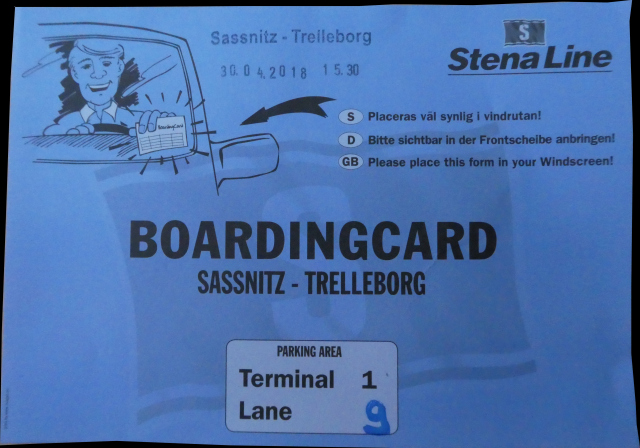 Sassnitz - Trelleborg
30.04.2018 15.30
S
Stena Line
BoardingCard
S Placeras väl synlig i vindrutan!
D Bitte sichtbar in der Frontscheibe anbringen!
GB Please place this form in your Windscreen!
BOARDINGCARD
SASSNITZ - TRELLEBORG
PARKING AREA
Terminal 1
Lane 9